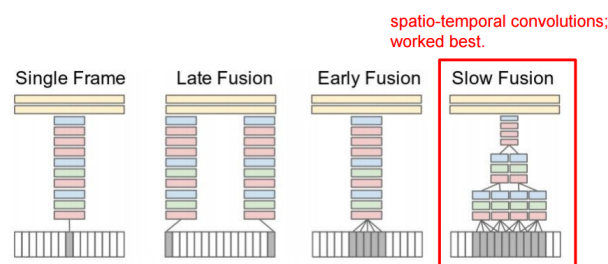 spatio-temporal convolutions;
worked best.
Single Frame
Late Fusion
Early Fusion
Slow Fusion